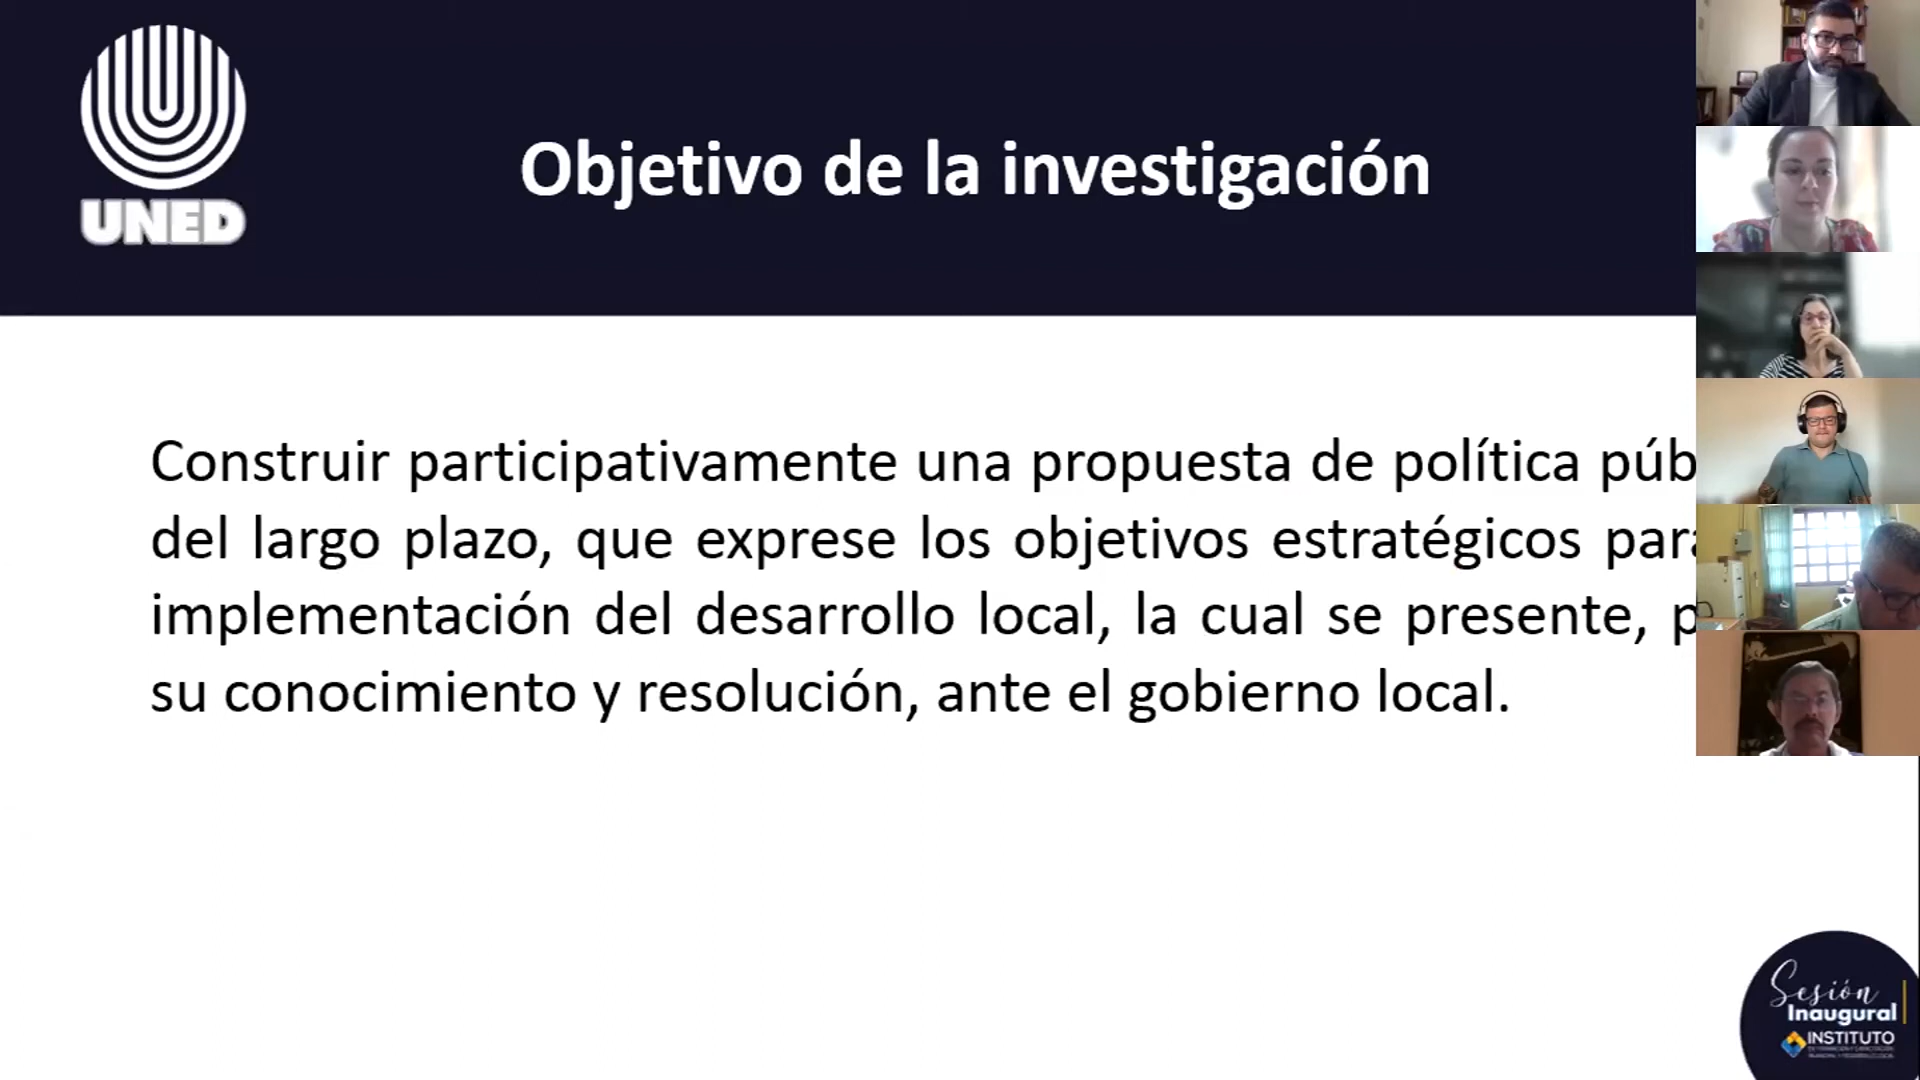 UNED
Objetivo de la investigación
Construir participativamente una propuesta de política púb
del largo plazo, que exprese los objetivos estratégicos para
implementación del desarrollo local, la cual se presente, p
su conocimiento y resolución, ante el gobierno local.
Sesión
Inaugural
INSTITUTO